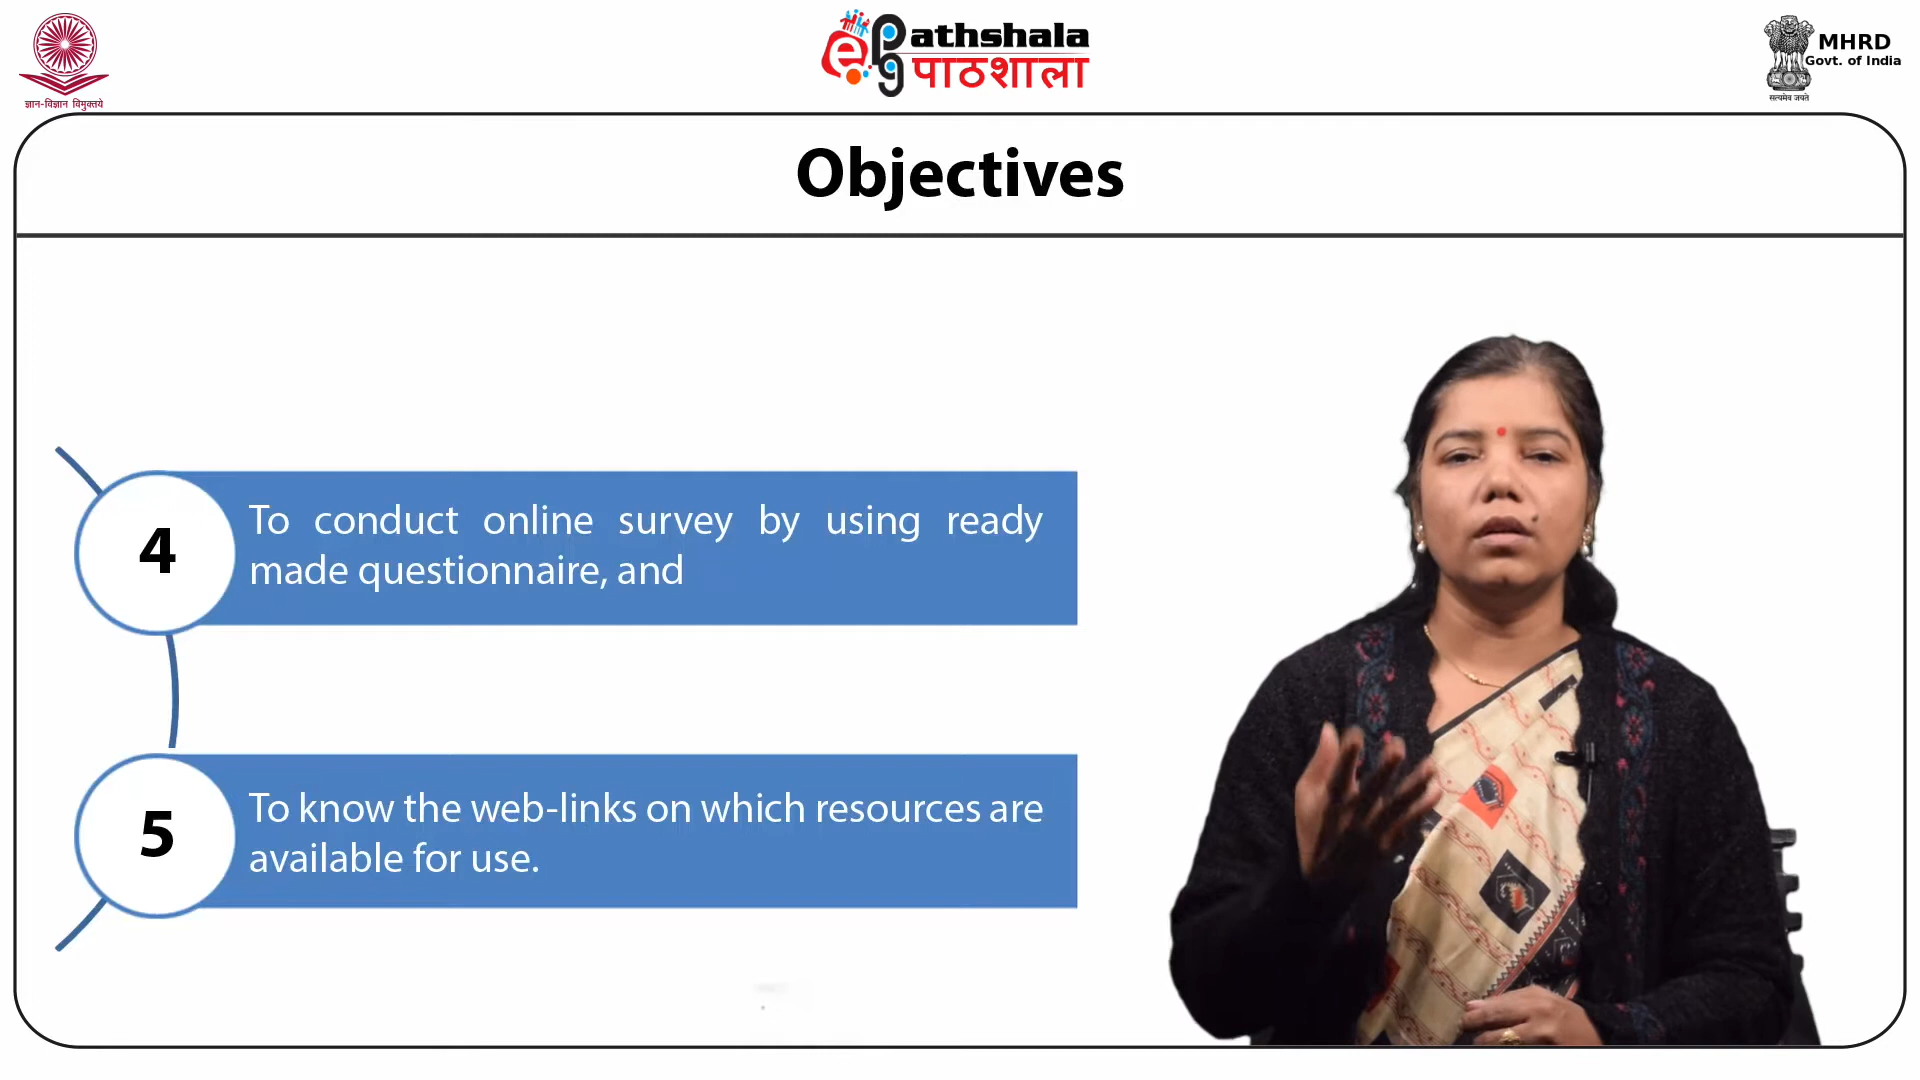 ज्ञान-विज्ञान विमुक्तये
e Pg athshala
पाठशाला
MHRD
Govt. of India
सत्यमेव जयते
Objectives
4
To conduct online survey by using ready
made questionnaire, and
5
To know the web-links on which resources are
available for use.